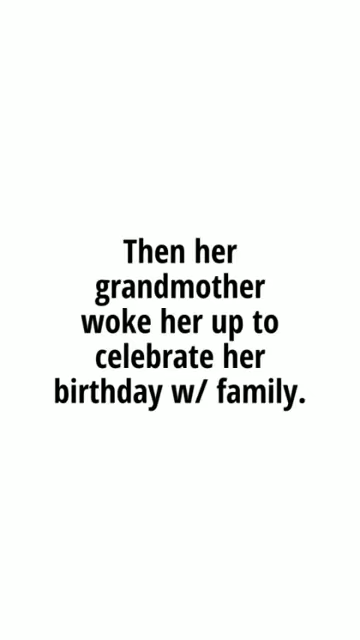 Then her
grandmother
woke her up to
celebrate her
birthday w/ family.